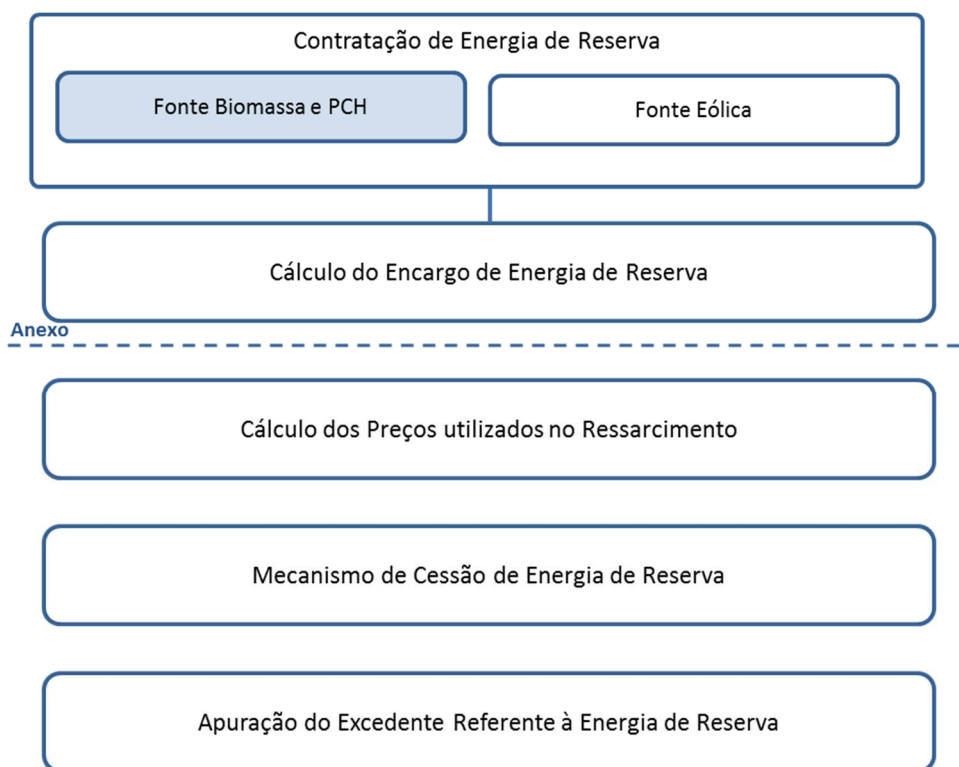 Contratação de Energia de Reserva
Fonte Biomassa e PCH
Fonte Eólica
Cálculo do Encargo de Energia de Reserva
Anexo
Cálculo dos Preços utilizados no Ressarcimento
Mecanismo de Cessão de Energia de Reserva
Apuração do Excedente Referente à Energia de Reserva